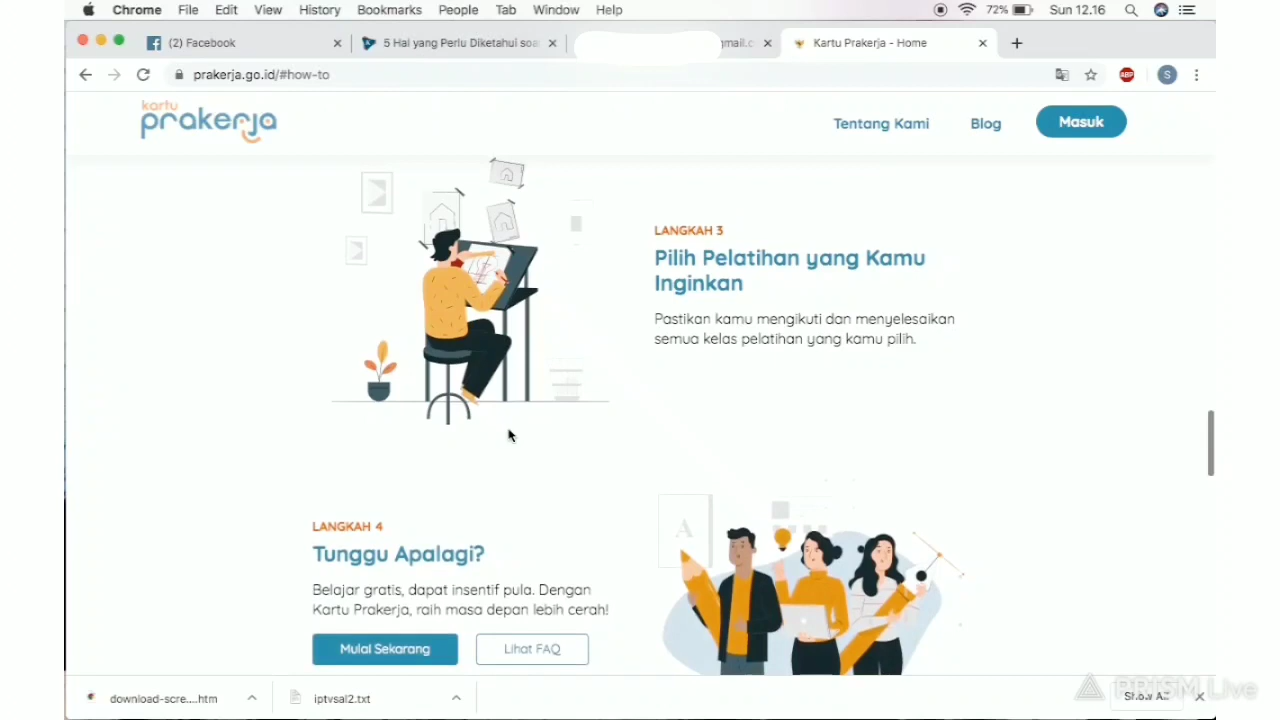 Chrome File Edit View History Bookmarks People Tab Window Help 72% Sun 12.16
(2) Facebook
5 Hal yang Perlu Diketahui soa
gmail.c
Kartu Prakerja - Home
prakerja.go.id/#how-to
ABP
S
kartu
prakerja
Tentang Kami
Blog
Masuk
LANGKAH 3
Pilih Pelatihan yang Kamu
Inginkan
Pastikan kamu mengikuti dan menyelesaikan
semua kelas pelatihan yang kamu pilih.
A
LANGKAH 4
Tunggu Apalagi?
Belajar gratis, dapat insentif pula. Dengan
Kartu Prakerja, raih masa depan lebih cerah!
Mulai Sekarang
Lihat FAQ
download-scre....htm
iptvsal2.txt
Show All
PRISM Live